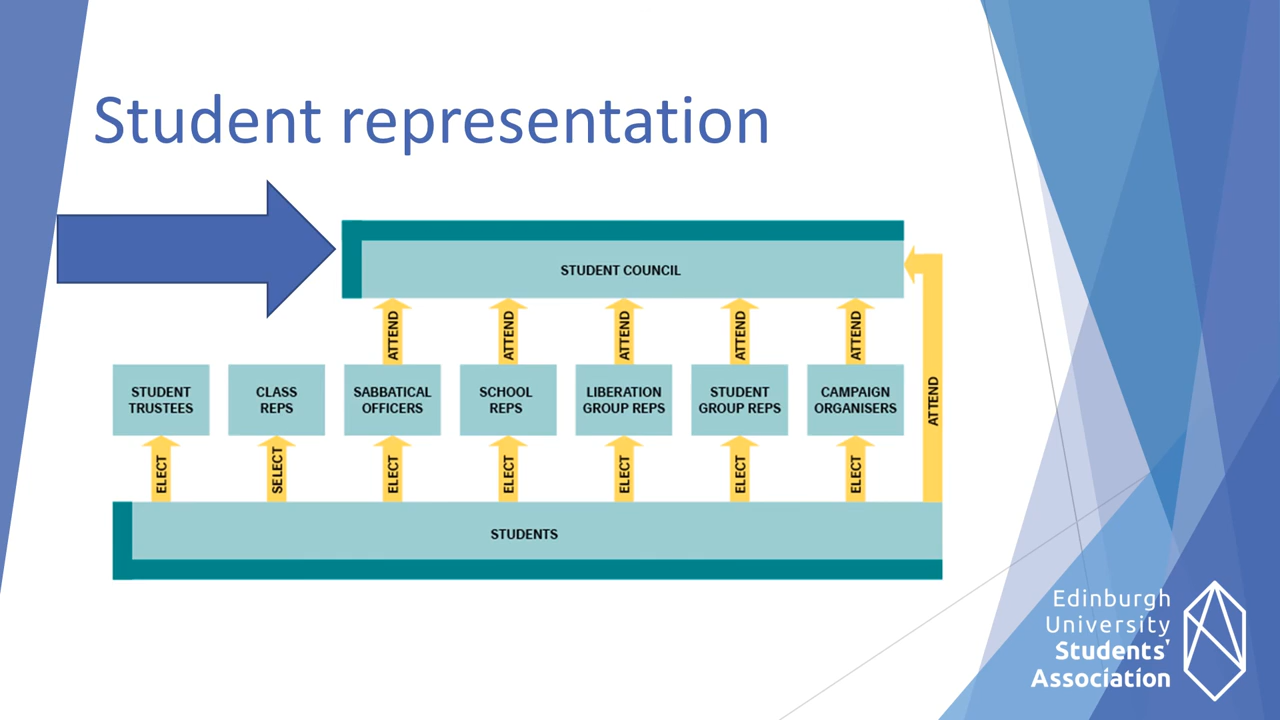 Student representation
STUDENT COUNCIL
ATTEND
ATTEND
ATTEND
ATTEND
ATTEND
ATTEND
STUDENT
TRUSTEES
CLASS
REPS
SABBATICAL
OFFICERS
SCHOOL
REPS
LIBERATION
GROUP REPS
STUDENT
GROUP REPS
CAMPAIGN
ORGANISERS
ELECT
SELECT
ELECT
ELECT
ELECT
ELECT
ELECT
STUDENTS
Edinburgh
University
Students'
Association